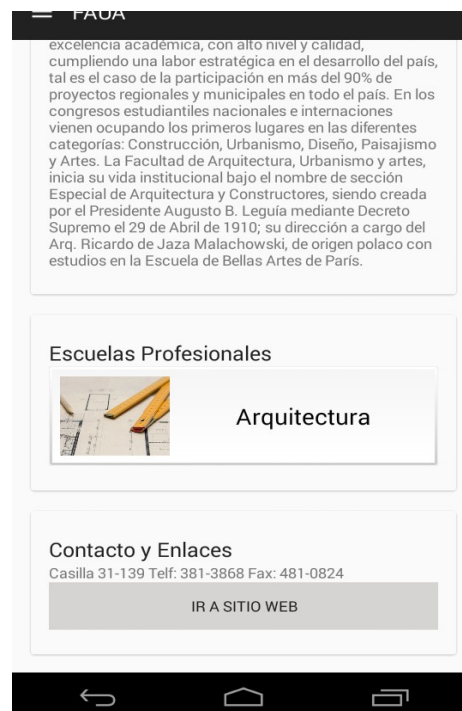 FAUA
excelencia académica, con alto nivel y calidad,
cumpliendo una labor estratégica en el desarrollo del país,
tal es el caso de la participación en más del 90% de
proyectos regionales y municipales en todo el país. En los
congresos estudiantiles nacionales e internaciones
vienen ocupando los primeros lugares en las diferentes
categorías: Construcción, Urbanismo, Diseño, Paisajismo
y Artes. La Facultad de Arquitectura, Urbanismo y artes,
inicia su vida institucional bajo el nombre de sección
Especial de Arquitectura y Constructores, siendo creada
por el Presidente Augusto B. Leguía mediante Decreto
Supremo el 29 de Abril de 1910; su dirección a cargo del
Arq. Ricardo de Jaza Malachowski, de origen polaco con
estudios en la Escuela de Bellas Artes de París.
Escuelas Profesionales
Arquitectura
Contacto y Enlaces
Casilla 31-139 Telf: 381-3868 Fax: 481-0824
IR A SITIO WEB